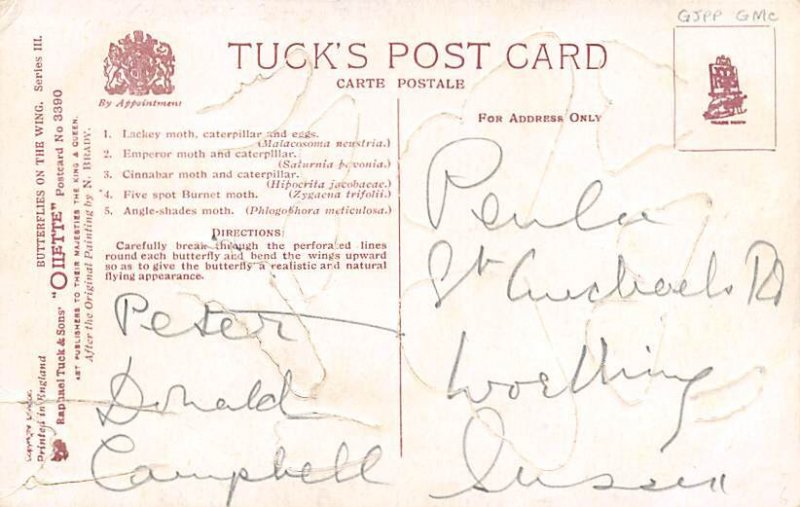 GJPP GMc
TUCK'S POST CARD
CARTE POSTALE
By Appointment
FOR ADDRESS ONLY
TRADE MARK
1. Lackey moth, caterpillar and eggs.
(Malacosoma neustria.)
2. Emperor moth and caterpillar.
(Saturnia pavonia.)
3. Cinnabar moth and caterpillar.
(Hipocrita jacobaeae.)
4. Five spot Burnet moth. (Zygaena trifolii.)
5. Angle-shades moth. (Phlogophora meticulosa.)
DIRECTIONS:
Carefully break through the perforated lines
round each butterfly and bend the wings upward
so as to give the butterfly a realistic and natural
flying appearance.
BUTTERFLIES ON THE WING. Series III.
Raphael Tuck & Sons' "OILETTE" Postcard No 3390
ART PUBLISHERS TO THEIR MAJESTIES THE KING & QUEEN.
After the Original Painting by N. BRADY.
Printed in England
Peter
Donald
Campbell
St Michaels Rd
Worthing
Sussex